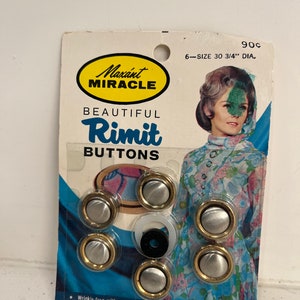 90¢
6—SIZE 30 3/4" DIA.
Maxant
MIRACLE
BEAUTIFUL
Rimit
BUTTONS